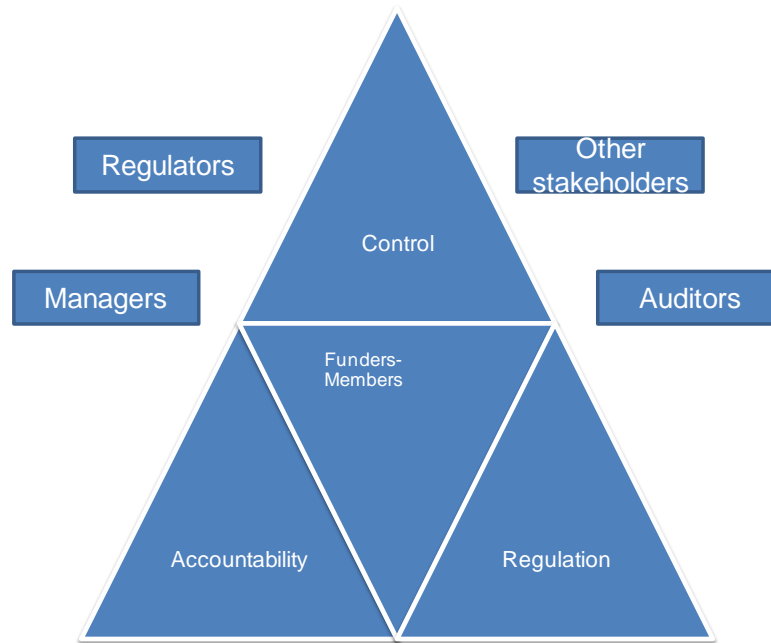 Regulators
Other
stakeholders
Control
Managers
Auditors
Funders-
Members
Accountability
Regulation